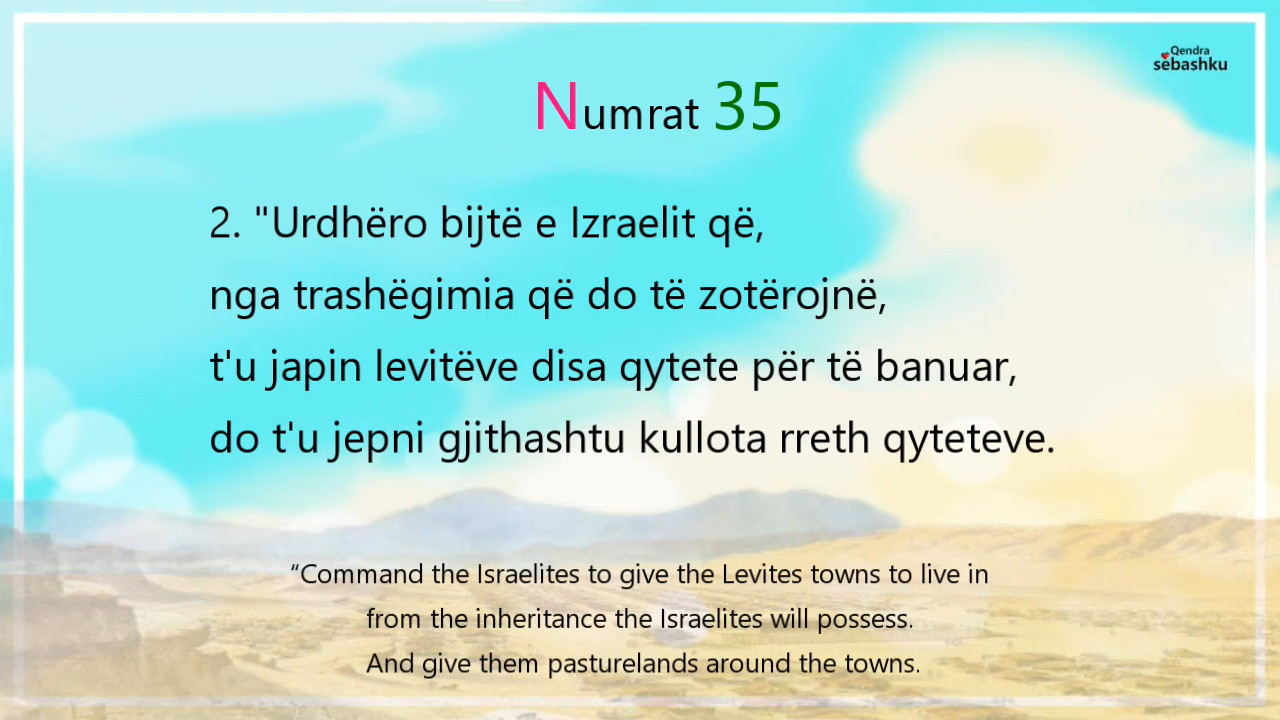 Qendra
sëbashku
Numrat 35
2. "Urdhëro bijtë e Izraelit që,
nga trashëgimia që do të zotërojnë,
t'u japin levitëve disa qytete për të banuar,
do t'u jepni gjithashtu kullota rreth qyteteve.
“Command the Israelites to give the Levites towns to live in
from the inheritance the Israelites will possess.
And give them pasturelands around the towns.